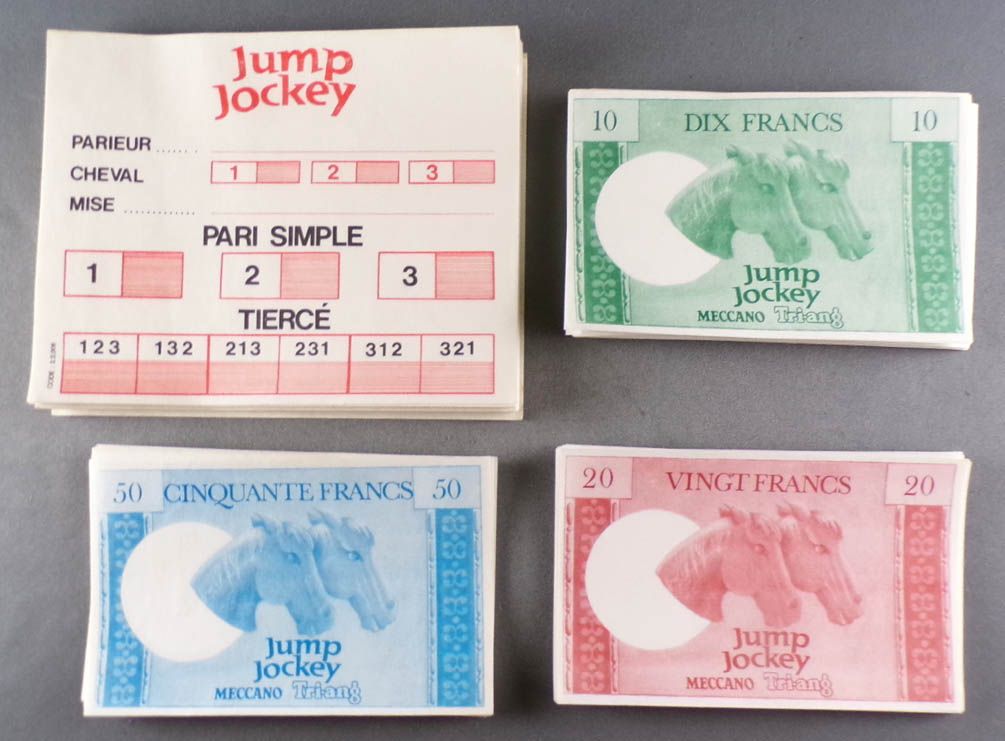 Jump
Jockey
PARIEUR ......
CHEVAL 1 2 3
MISE ............
PARI SIMPLE
1 2 3
TIERCÉ
123 132 213 231 312 321
10 DIX FRANCS 10
Jump
Jockey
MECCANO Tri-ang
50 CINQUANTE FRANCS 50
Jump
Jockey
MECCANO Tri-ang
20 VINGT FRANCS 20
Jump
Jockey
MECCANO Tri-ang